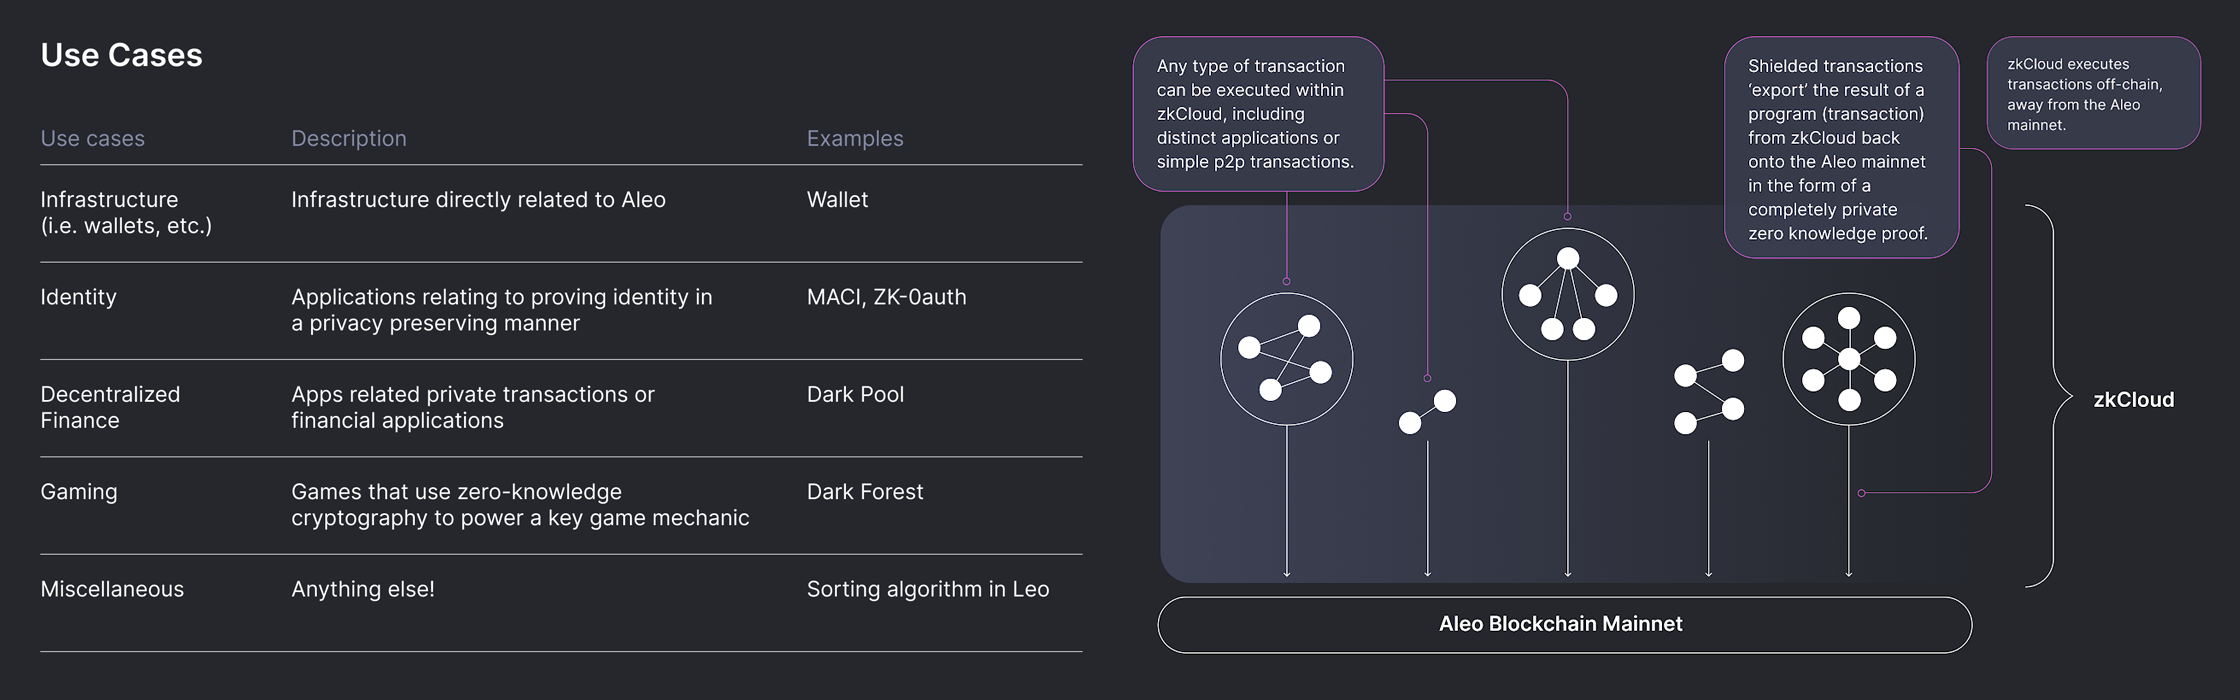 Use Cases
Use cases
Description
Examples
Infrastructure
(i.e. wallets, etc.)
Infrastructure directly related to Aleo
Wallet
Identity
Applications relating to proving identity in
a privacy preserving manner
MACI, ZK-0auth
Decentralized
Finance
Apps related private transactions or
financial applications
Dark Pool
Gaming
Games that use zero-knowledge
cryptography to power a key game mechanic
Dark Forest
Miscellaneous
Anything else!
Sorting algorithm in Leo
Any type of transaction
can be executed within
zkCloud, including
distinct applications or
simple p2p transactions.
Shielded transactions
‘export’ the result of a
program (transaction)
from zkCloud back
onto the Aleo mainnet
in the form of a
completely private
zero knowledge proof.
zkCloud executes
transactions off-chain,
away from the Aleo
mainnet.
zkCloud
Aleo Blockchain Mainnet